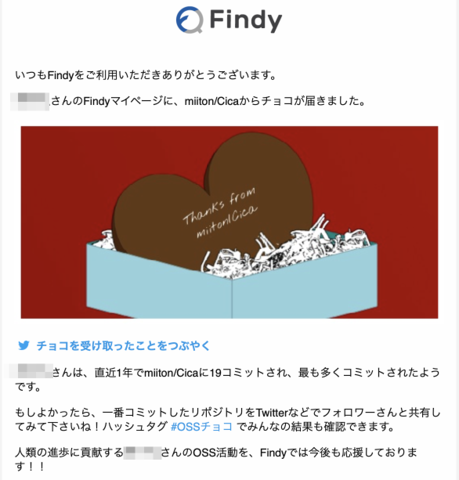 Findy
いつもFindyをご利用いただきありがとうございます。
さんのFindyマイページに、miiton/Cicaからチョコが届きました。
Thanks from
miiton/Cica
チョコを受け取ったことをつぶやく
さんは、直近1年でmiiton/Cicaに19コミットされ、最も多くコミットされたよう
です。
もしよかったら、一番コミットしたリポジトリをTwitterなどでフォロワーさんと共有し
てみて下さいね！ハッシュタグ #OSSチョコ でみんなの結果も確認できます。
人類の進歩に貢献する さんのOSS活動を、Findyでは今後も応援しておりま
す！！